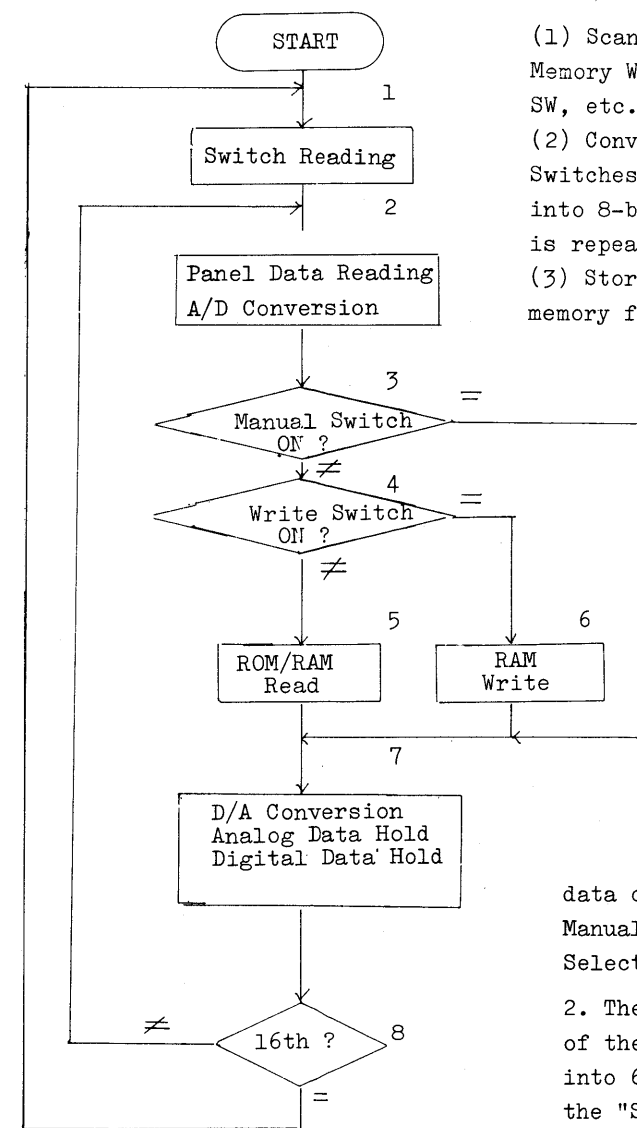 START
1
Switch Reading
2
Panel Data Reading
A/D Conversion
3
=
Manual Switch
ON ?
≠
4
=
Write Switch
ON ?
≠
5
6
ROM/RAM
Read
RAM
Write
7
D/A Conversion
Analog Data Hold
Digital Data Hold
≠
16th ?
8
=
(1) Scan
Memory W
SW, etc.
(2) Conv
Switches
into 8-b
is repea
(3) Stor
memory f
data
Manual
Select
2. The
of the
into 6
the "S